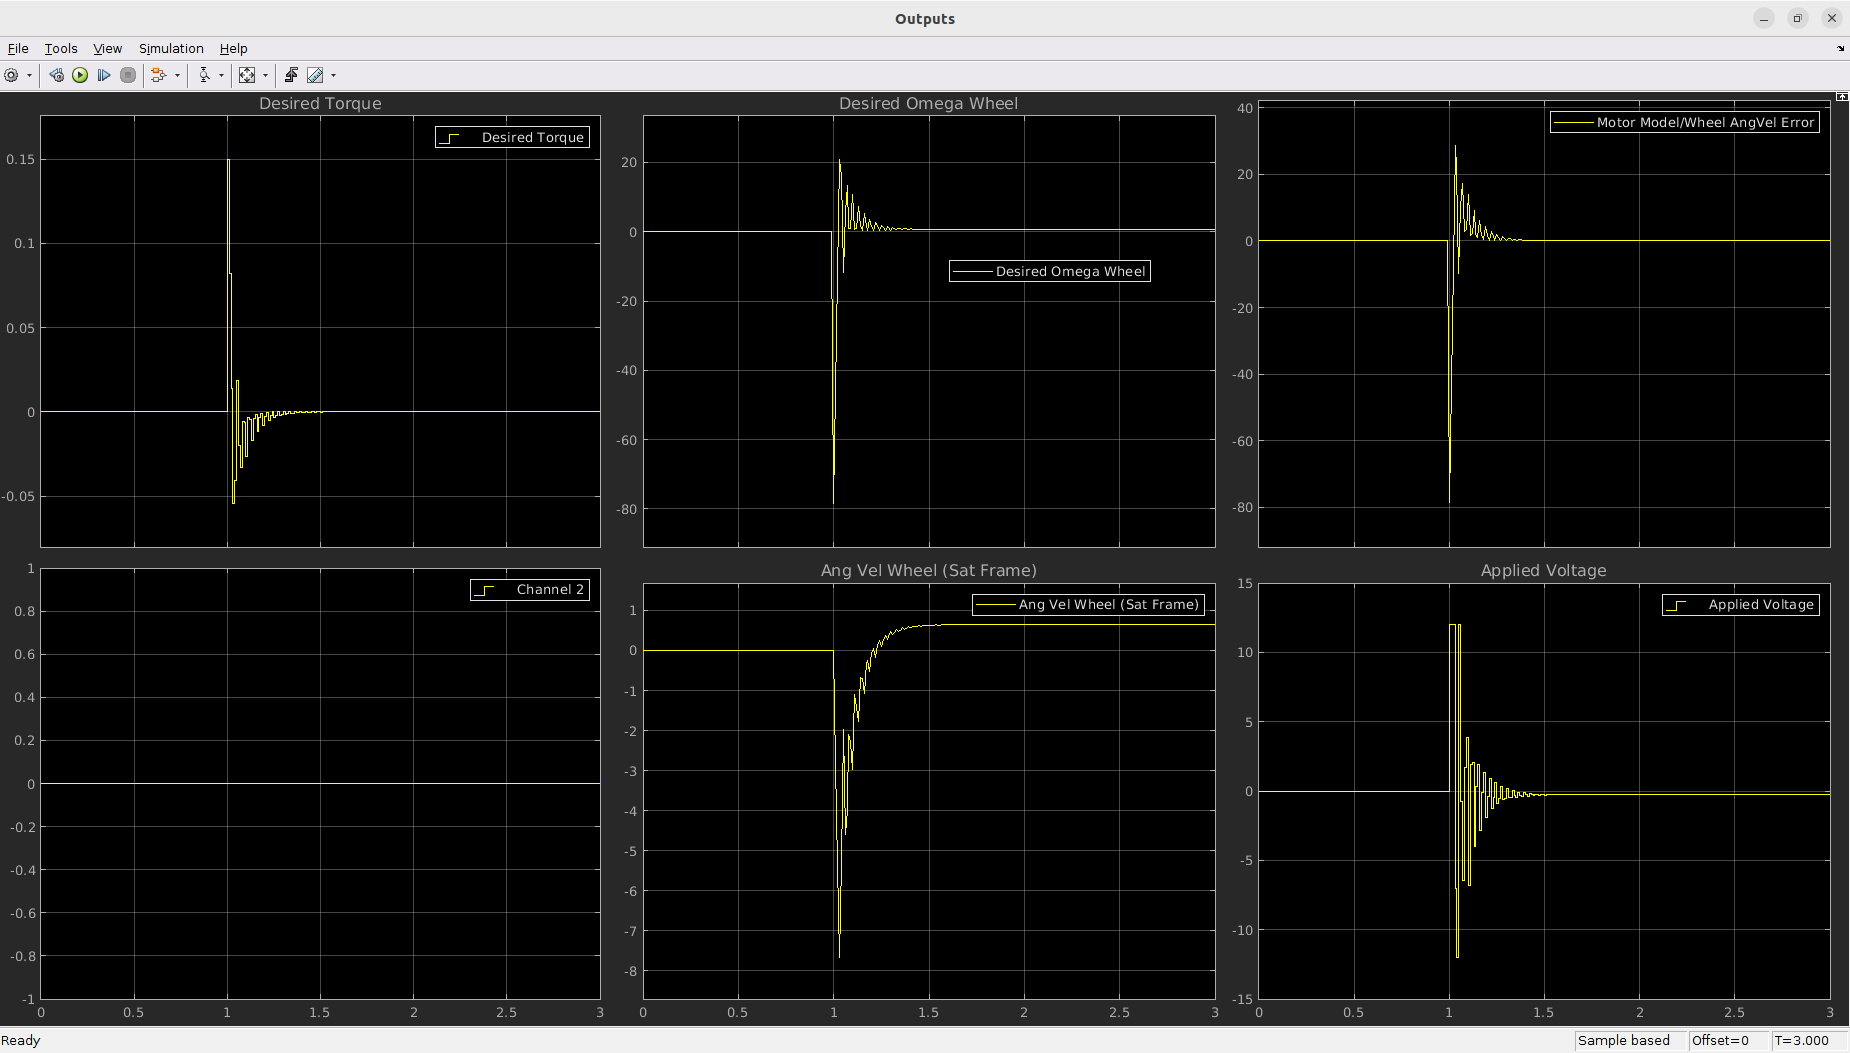 Outputs
File Tools View Simulation Help
Desired Torque
Desired Torque
0.15
0.1
0.05
0
-0.05
Desired Omega Wheel
Desired Omega Wheel
20
0
-20
-40
-60
-80
Motor Model/Wheel AngVel Error
40
20
0
-20
-40
-60
-80
Channel 2
1
0.8
0.6
0.4
0.2
0
-0.2
-0.4
-0.6
-0.8
-1
0 0.5 1 1.5 2 2.5 3
Ang Vel Wheel (Sat Frame)
Ang Vel Wheel (Sat Frame)
1
0
-1
-2
-3
-4
-5
-6
-7
-8
0 0.5 1 1.5 2 2.5 3
Applied Voltage
Applied Voltage
15
10
5
0
-5
-10
-15
0 0.5 1 1.5 2 2.5 3
Ready
Sample based Offset=0 T=3.000